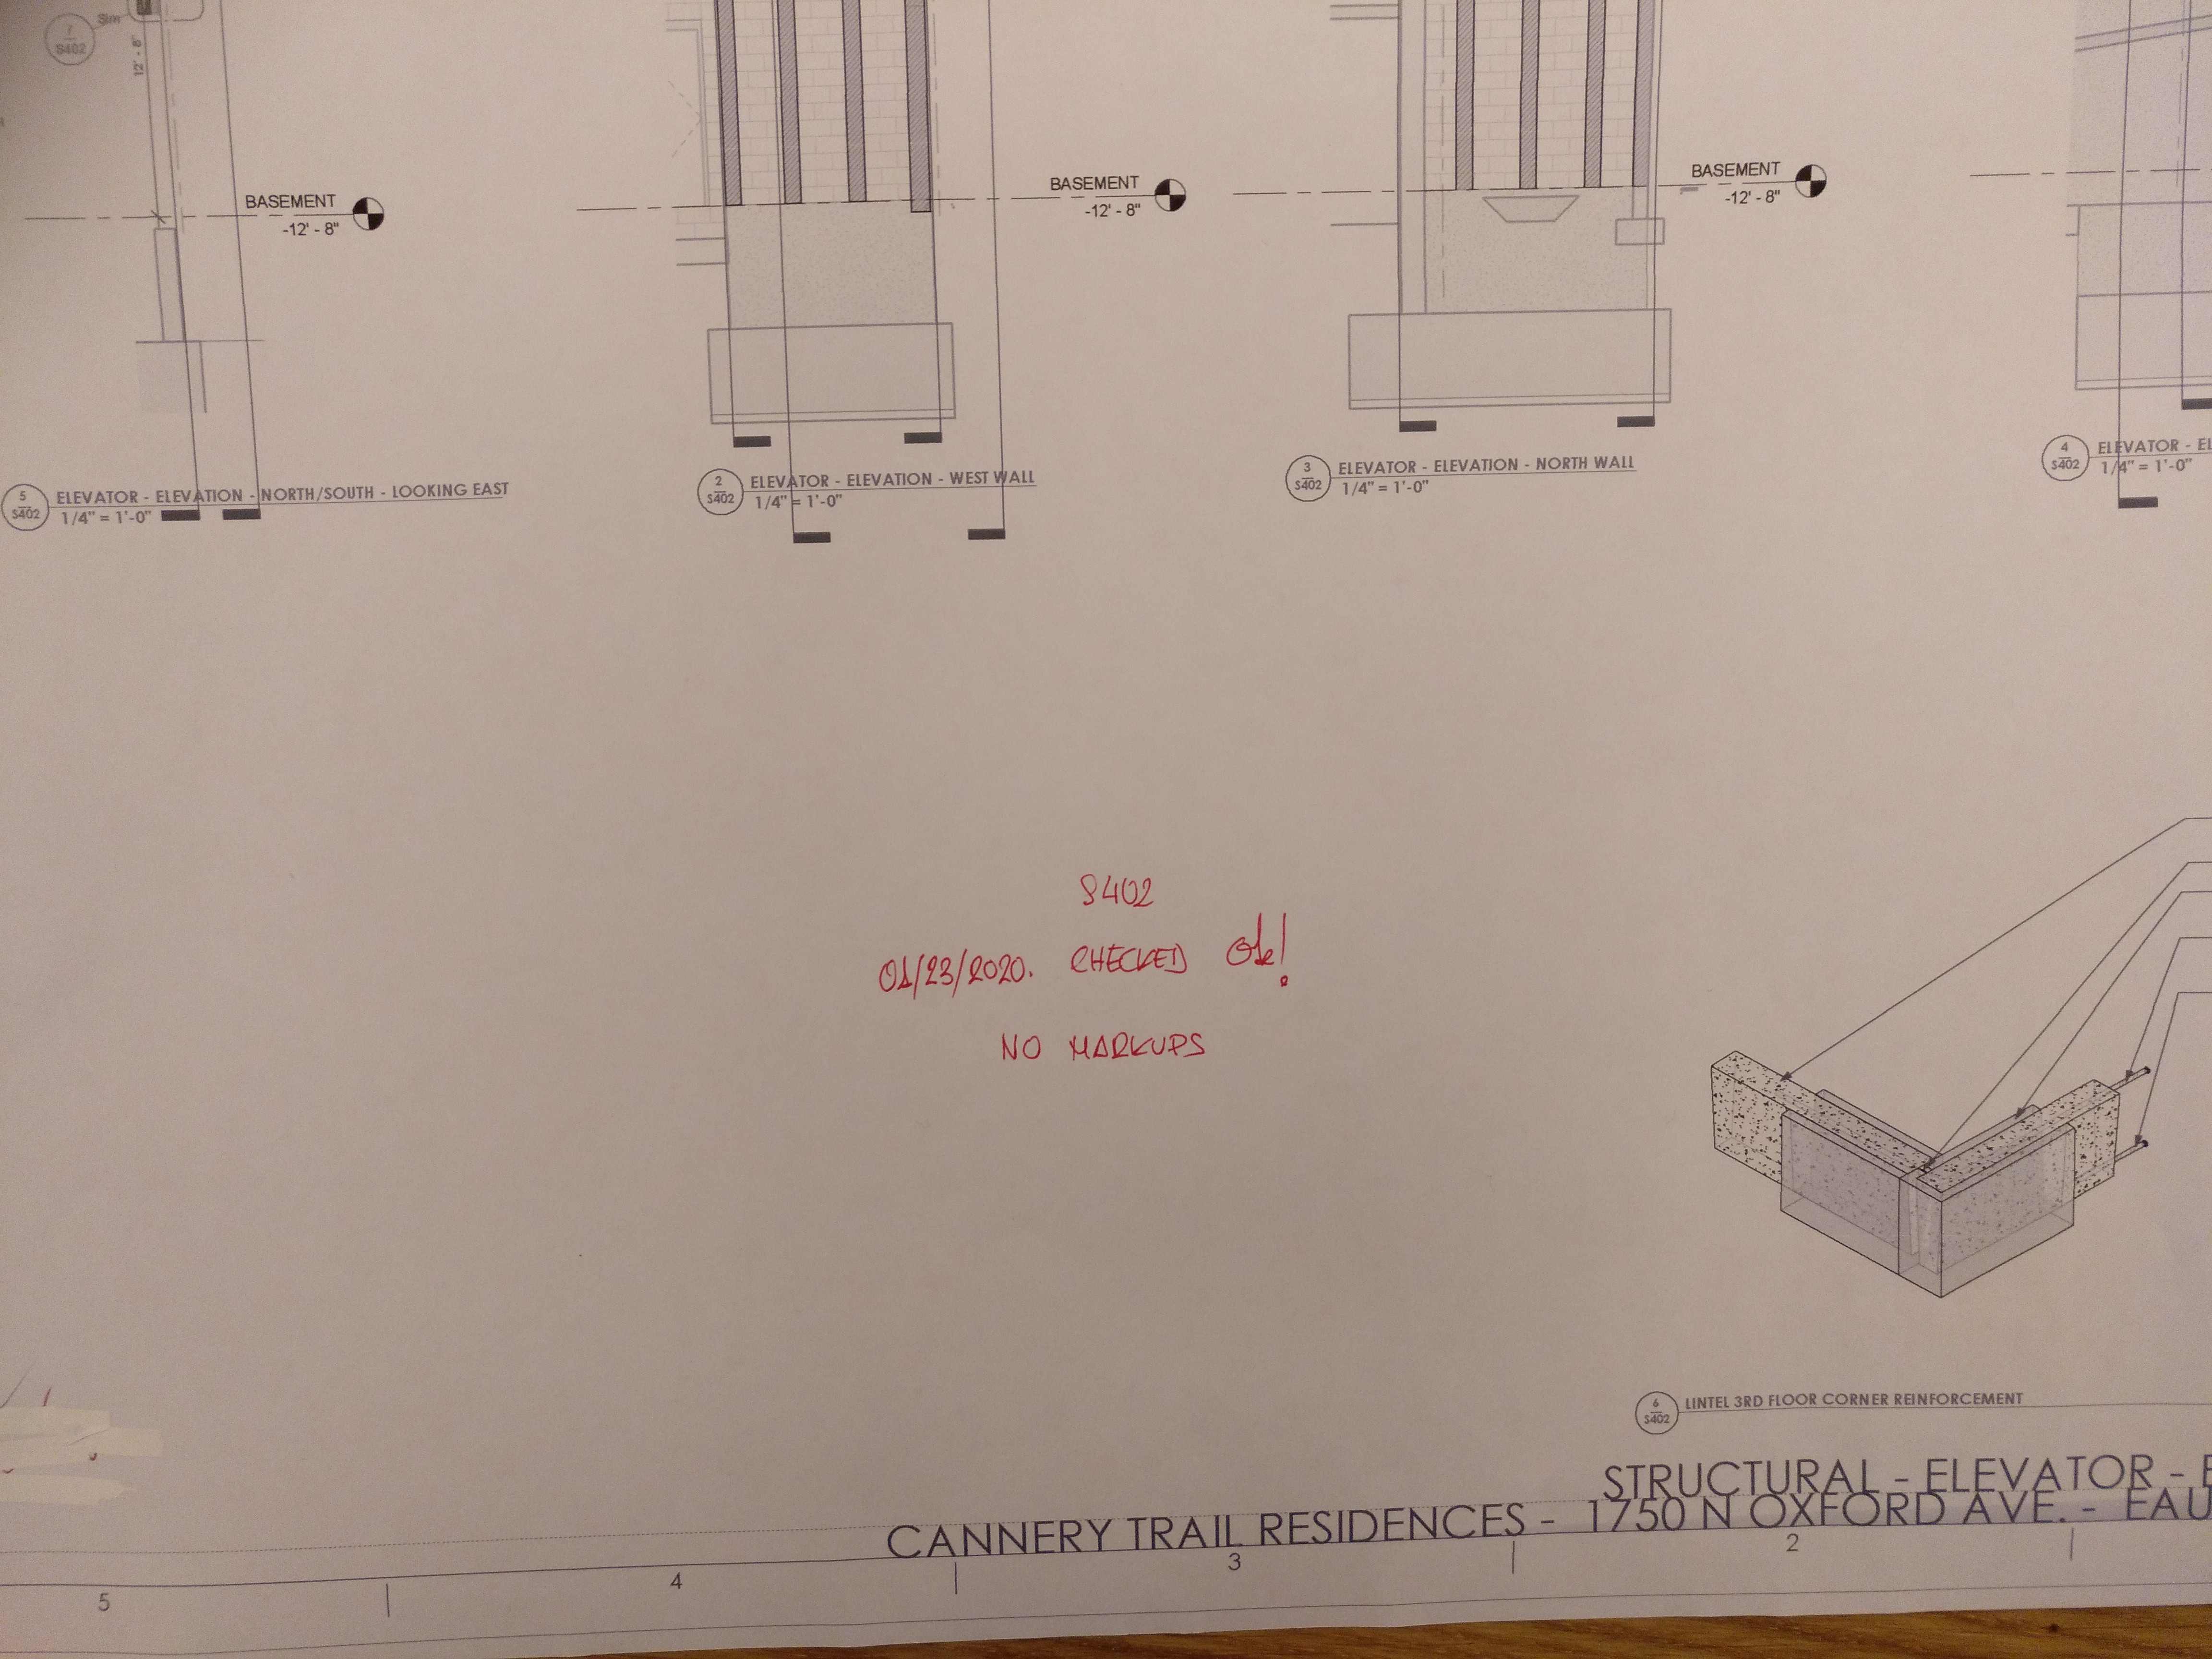 7
S402
Sim
12' - 8"
BASEMENT
-12' - 8"
BASEMENT
-12' - 8"
BASEMENT
-12' - 8"
5
S402
ELEVATOR - ELEVATION - NORTH/SOUTH - LOOKING EAST
1/4" = 1'-0"
2
S402
ELEVATOR - ELEVATION - WEST WALL
1/4" = 1'-0"
3
S402
ELEVATOR - ELEVATION - NORTH WALL
1/4" = 1'-0"
4
S402
ELEVATOR - EL
1/4" = 1'-0"
S402
01/23/2020. CHECKED Ok!
NO MARKUPS
6
S402
LINTEL 3RD FLOOR CORNER REINFORCEMENT
STRUCTURAL - ELEVATOR - E
CANNERY TRAIL RESIDENCES - 1750 N OXFORD AVE. - EAU
5
4
3
2